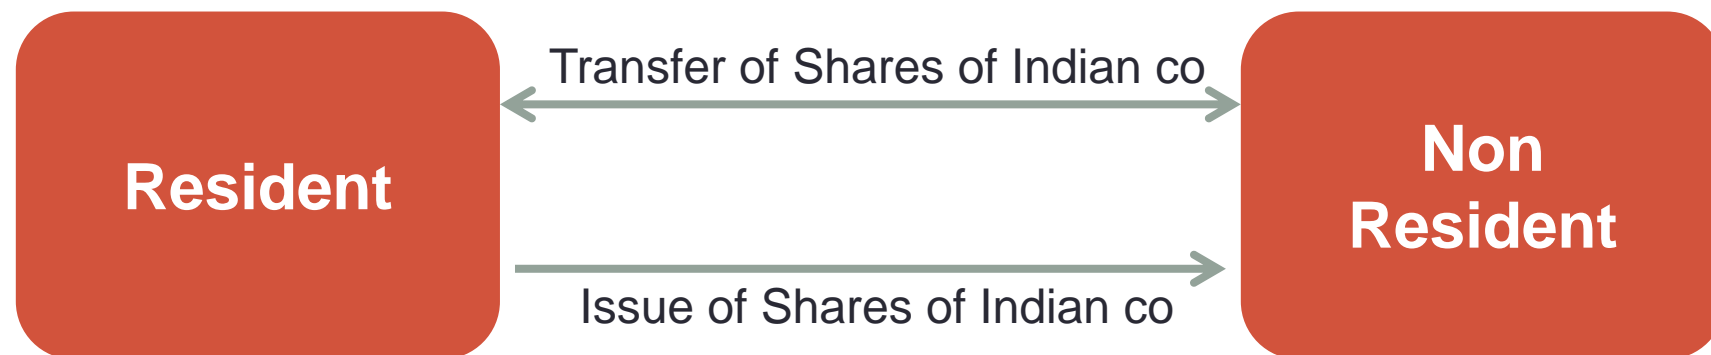 Transfer of Shares of Indian co
Resident
Non
Resident
Issue of Shares of Indian co